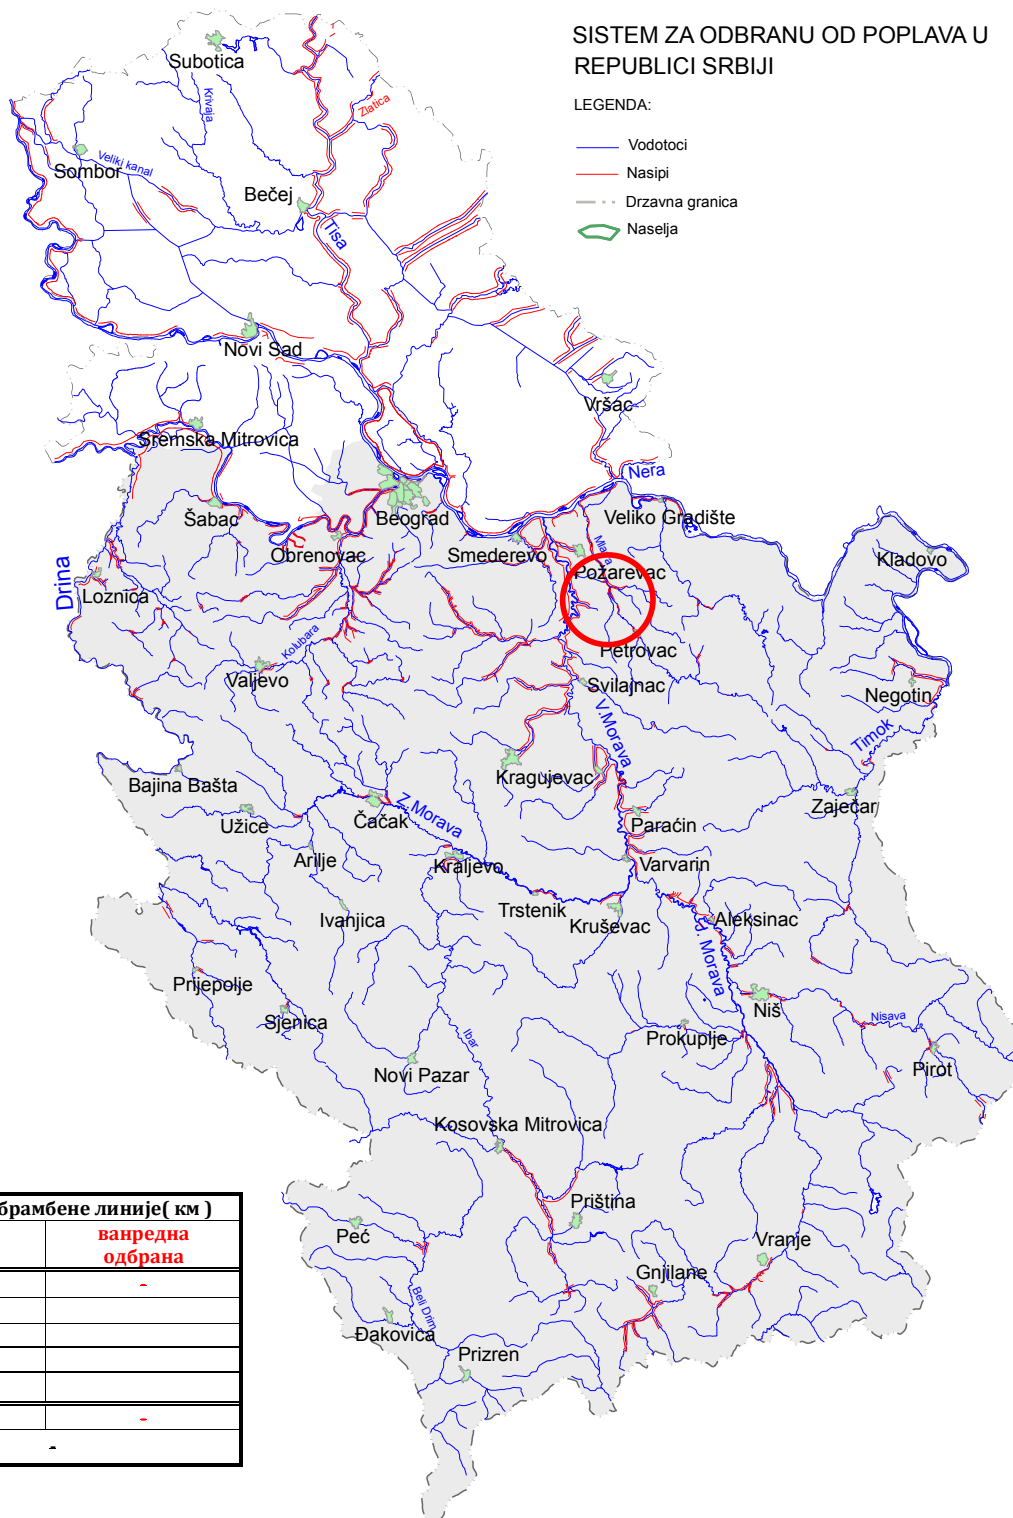 SISTEM ZA ODBRANU OD POPLAVA U
REPUBLICI SRBIJI
LEGENDA:
Vodotoci
Nasipi
Drzavna granica
Naselja
Subotica
Krivaja
Zlatica
Sombor
Veliki kanal
Bečej
Tisa
Novi Sad
Vršac
Sremska Mitrovica
Nera
Šabac
Beograd
Veliko Gradište
Obrenovac
Smederevo
Kladovo
Drina
Loznica
Požarevac
Kolubara
Petrovac
Valjevo
Svilajnac
Negotin
V.Morava
Timok
Bajina Bašta
Kragujevac
Zaječar
Užice
Čačak
Z.Morava
Paraćin
Arilje
Kraljevo
Varvarin
Ivanjica
Trstenik
Kruševac
Aleksinac
J. Morava
Prijepolje
Sjenica
Niš
Nisava
Ibar
Prokuplje
Pirot
Novi Pazar
Kosovska Mitrovica
Priština
Peć
Vranje
Gnjilane
Beli Drim
Đakovica
Prizren
брамбене линије( км )
ванредна
одбрана
-
-
-